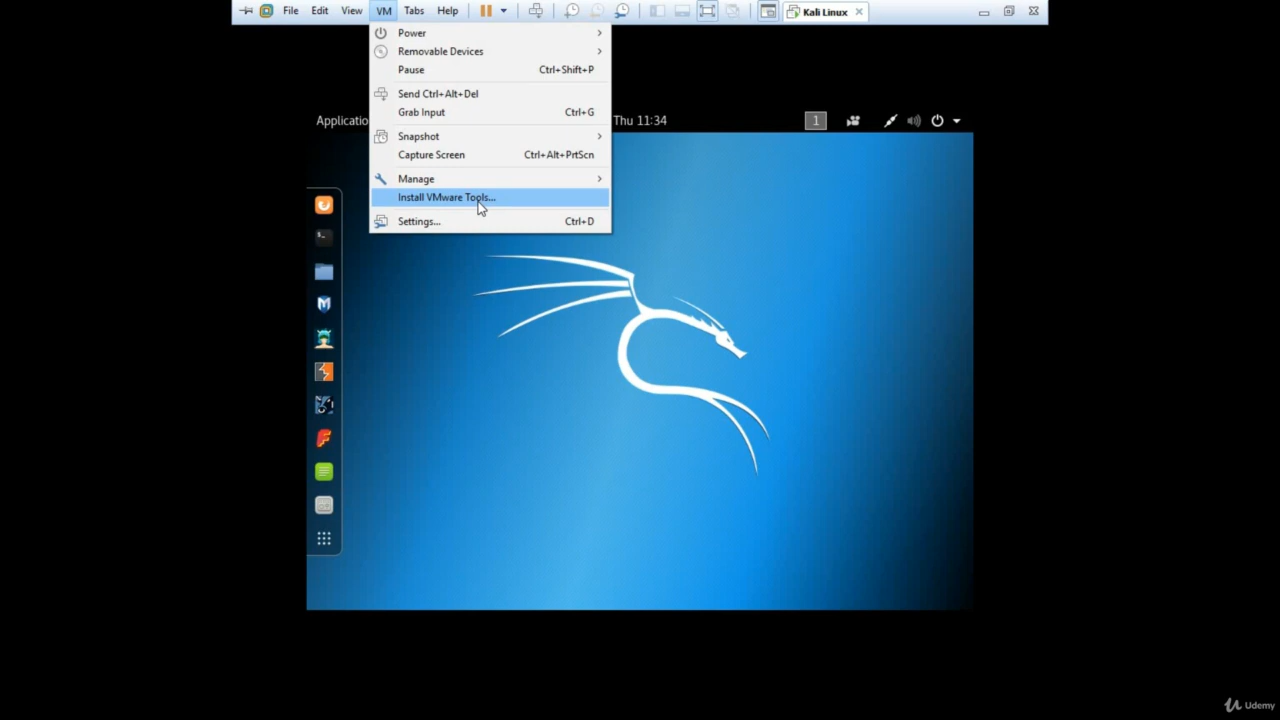 File Edit View VM Tabs Help Kali Linux
Power
Removable Devices
Pause Ctrl+Shift+P
Send Ctrl+Alt+Del
Grab Input Ctrl+G
Applicatio Thu 11:34 1
Snapshot
Capture Screen Ctrl+Alt+PrtScn
Manage
Install VMware Tools...
Settings... Ctrl+D
Udemy